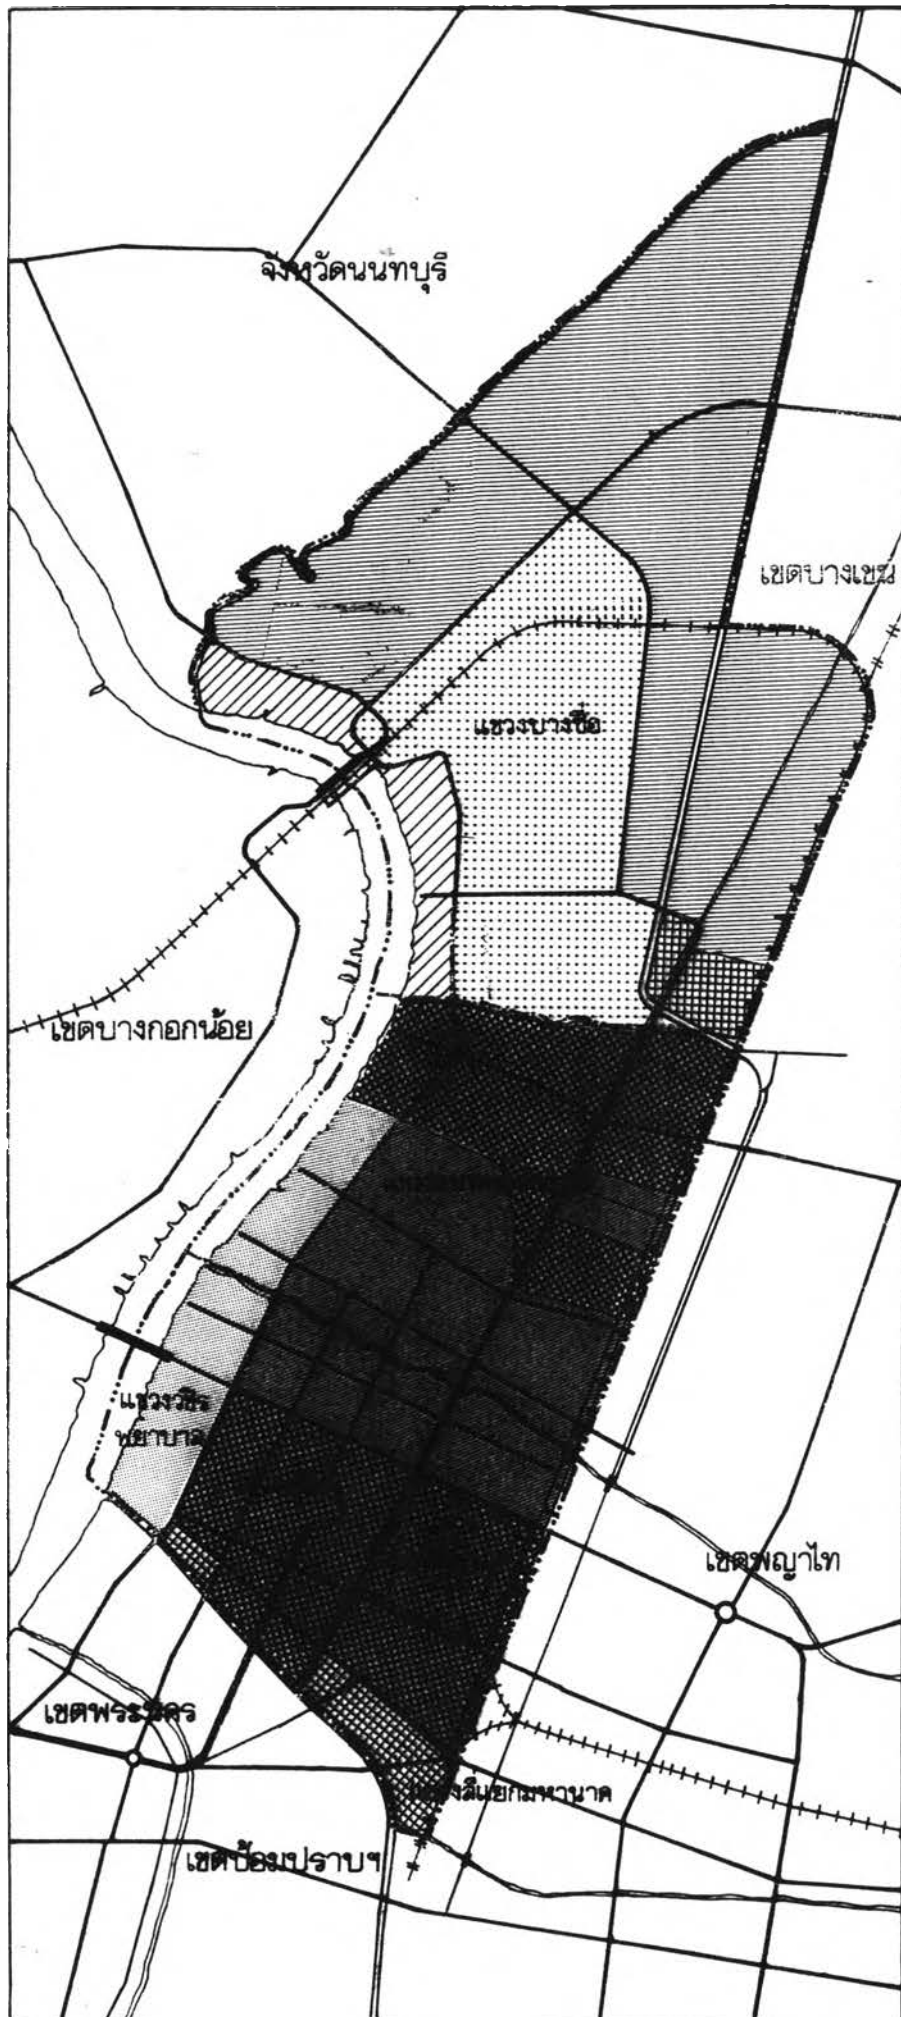 จังหวัดนนทบุรี
เขตบางเขน
แขวงบางซื่อ
เขตบางกอกน้อย
แขวงวชิร
พยาบาล
เขตพญาไท
เขตพระนคร
สี่แยกมหานาค
เขตป้อมปราบฯ